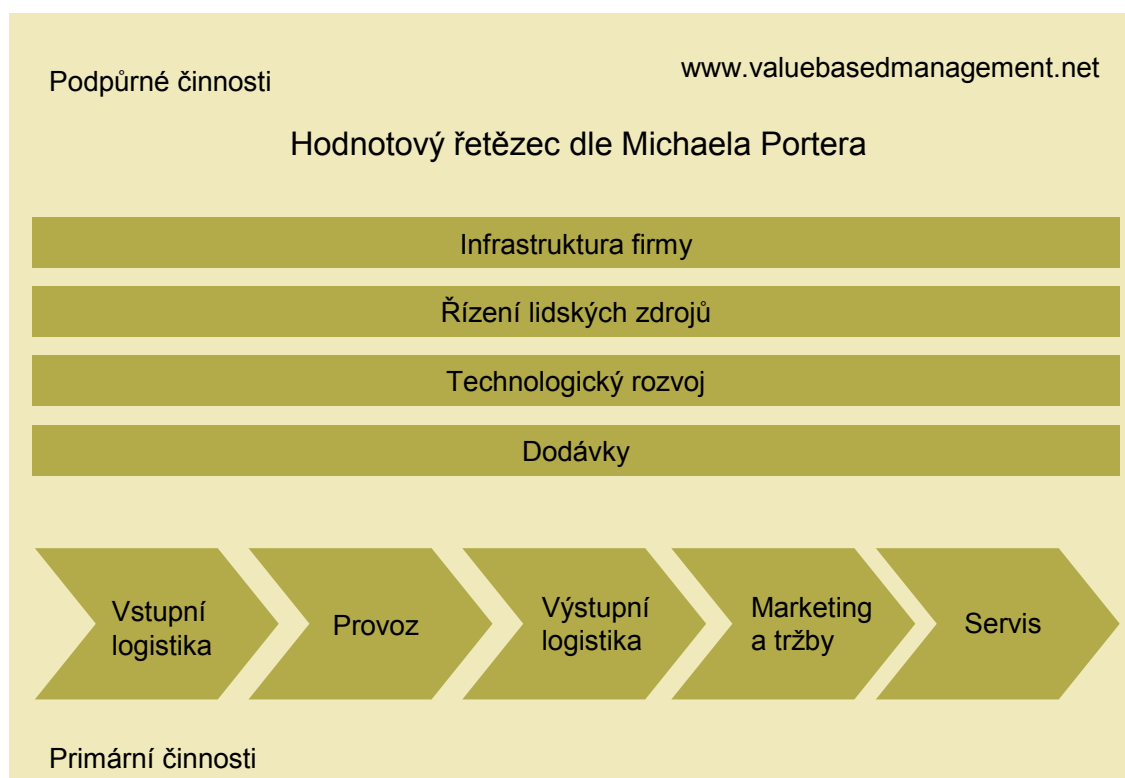 Podpůrné činnosti
www.valuebasedmanagement.net
Hodnotový řetězec dle Michaela Portera
Infrastruktura firmy
Řízení lidských zdrojů
Technologický rozvoj
Dodávky
Vstupní
logistika
Provoz
Výstupní
logistika
Marketing
a tržby
Servis
Primární činnosti